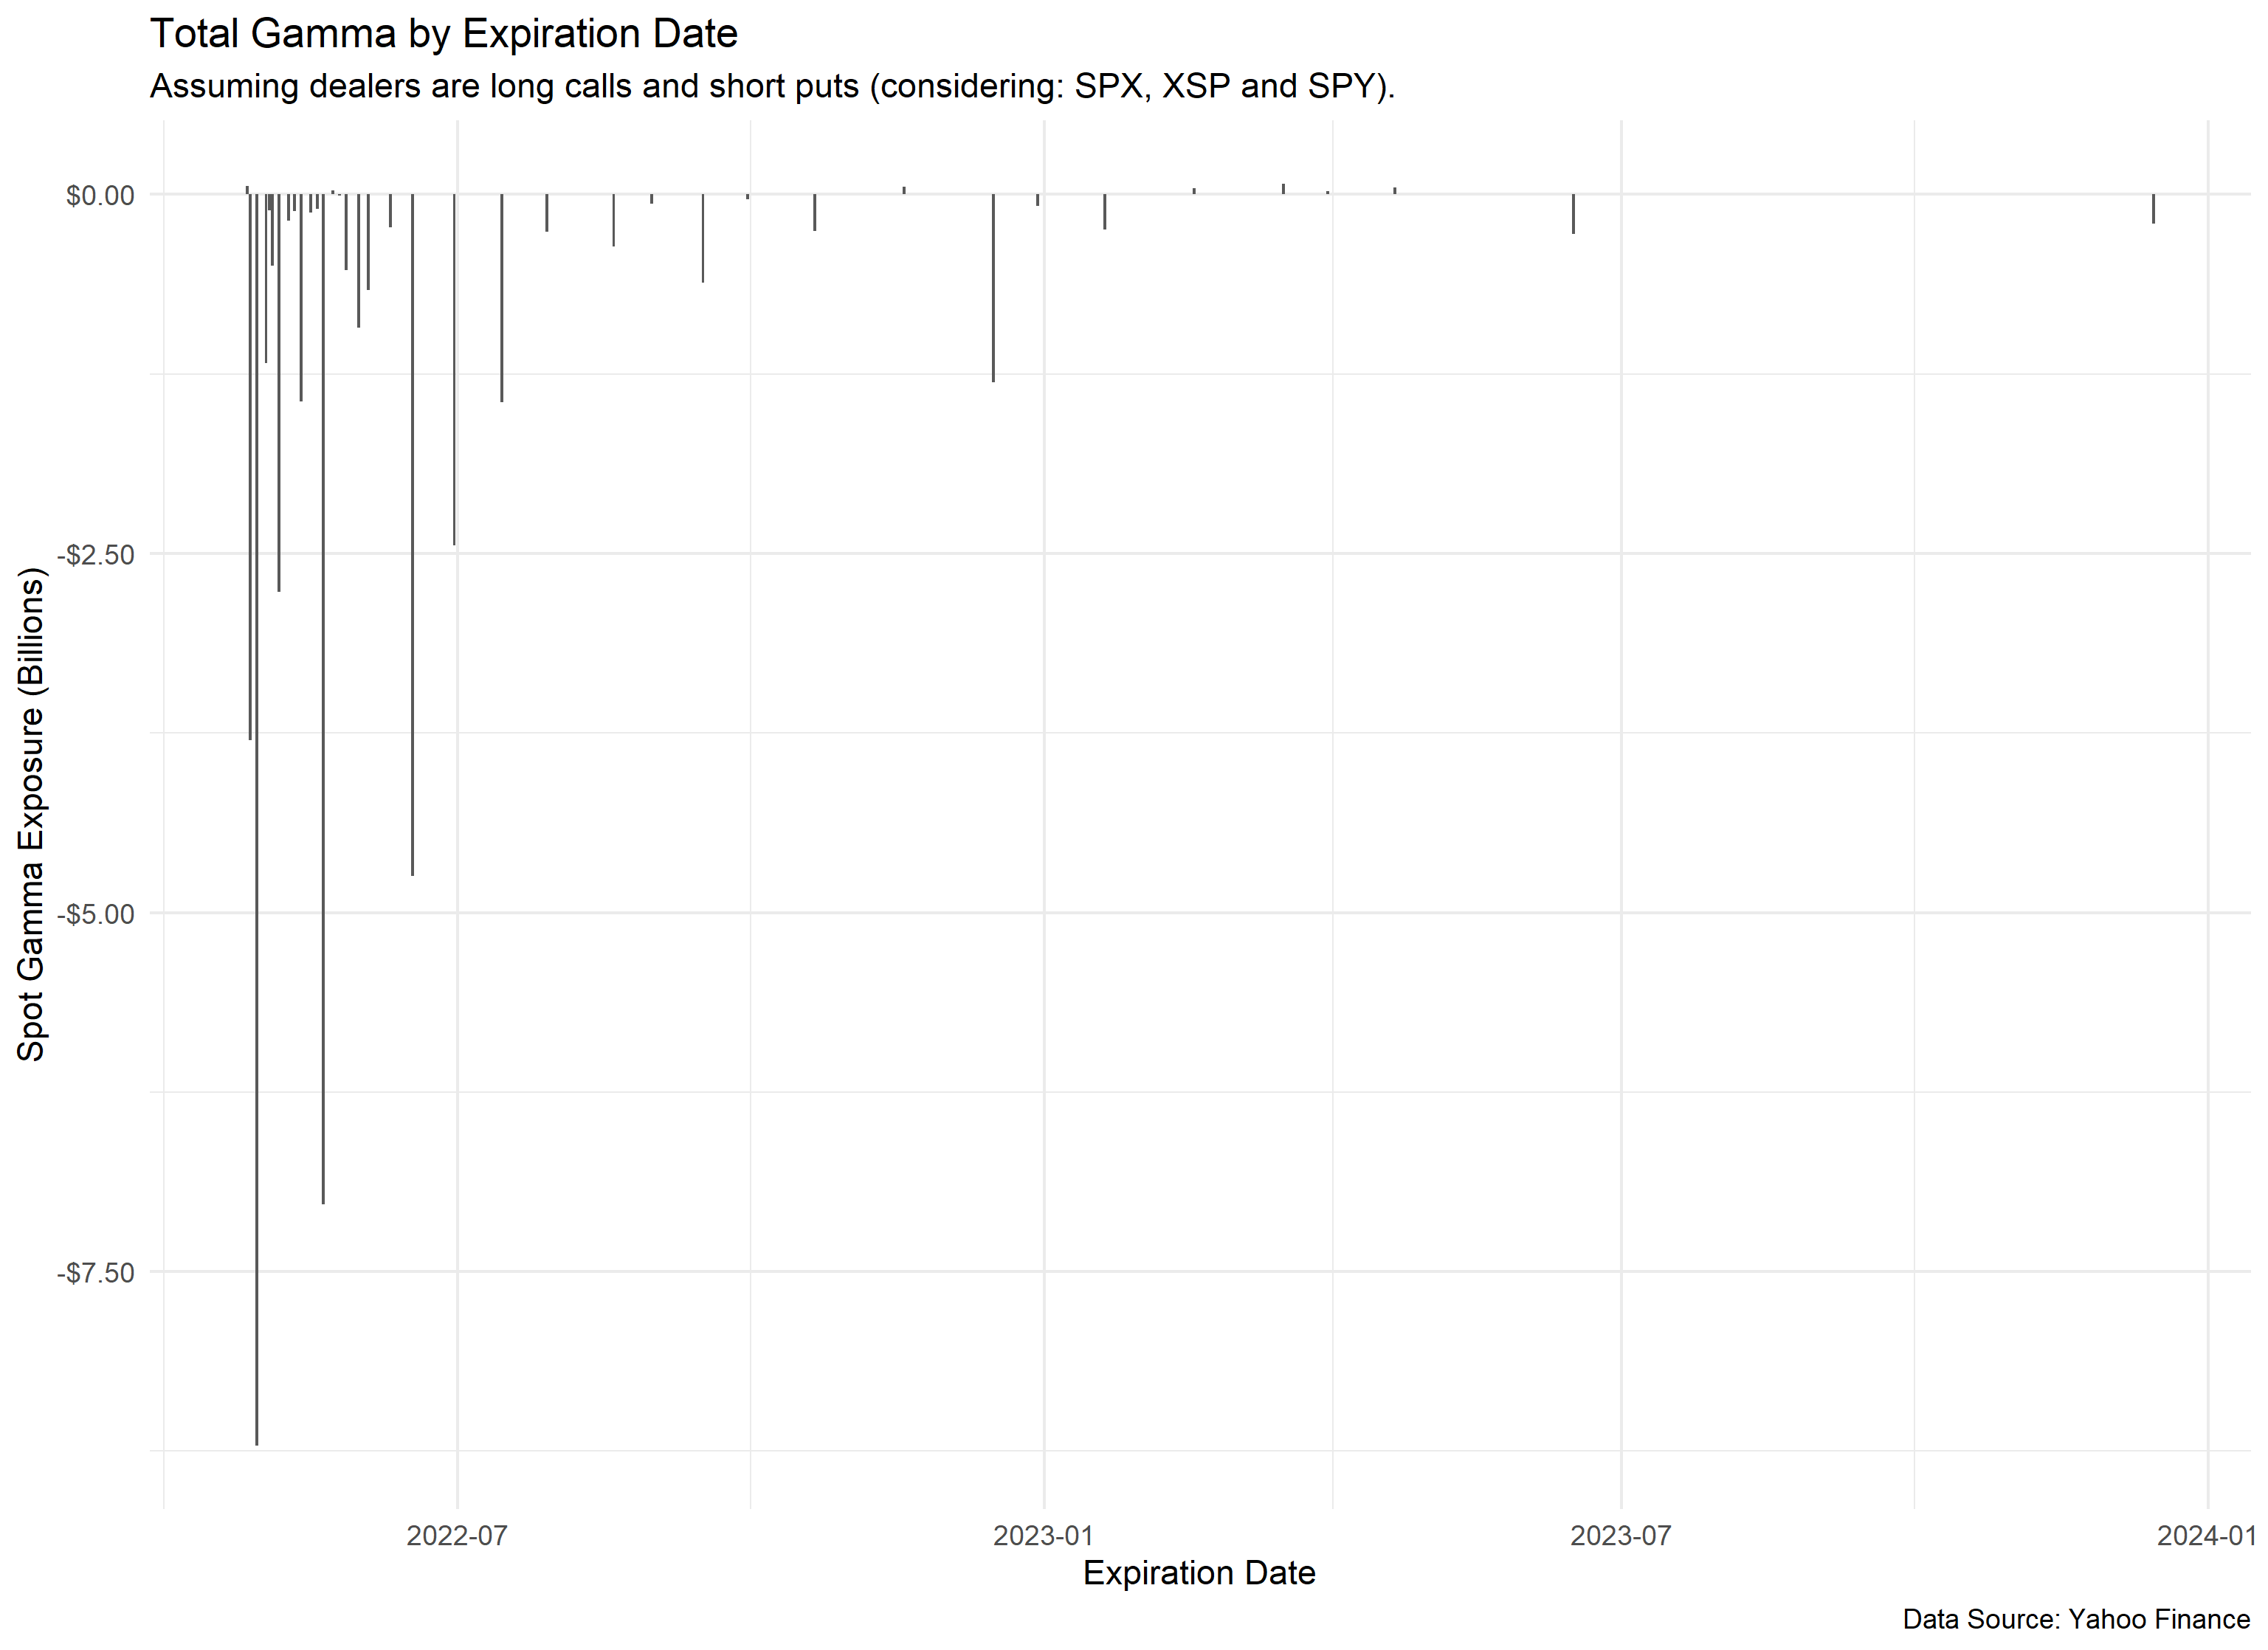 Total Gamma by Expiration Date
Assuming dealers are long calls and short puts (considering: SPX, XSP and SPY).
Spot Gamma Exposure (Billions)
$0.00
-$2.50
-$5.00
-$7.50
2022-07
2023-01
2023-07
2024-01
Expiration Date
Data Source: Yahoo Finance